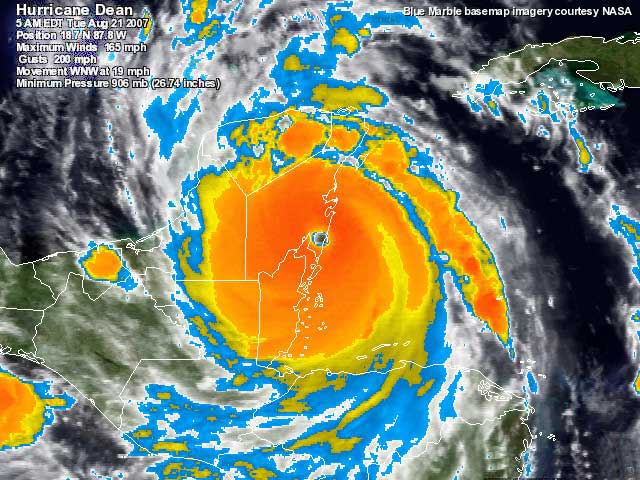 Hurricane Dean
5 AM EDT Tue Aug 21 2007
Position 18.7 N 87.8 W
Maximum Winds 165 mph
Gusts 200 mph
Movement WNW at 19 mph
Minimum Pressure 906 mb (26.74 inches)
Blue Marble basemap imagery courtesy NASA